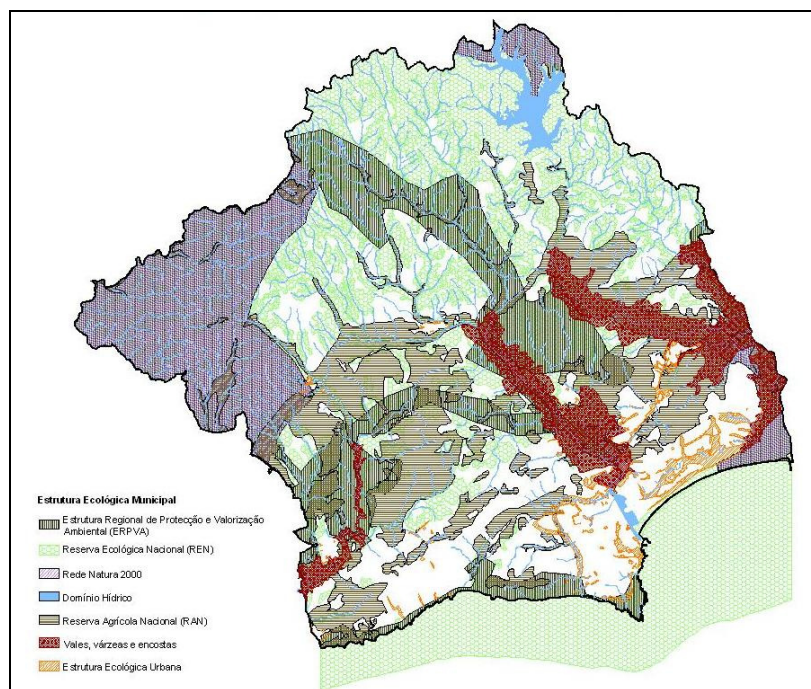 Estrutura Ecológica Municipal
Estrutura Regional de Protecção e Valorização
Ambiental (ERPVA)
Reserva Ecológica Nacional (REN)
Rede Natura 2000
Domínio Hídrico
Reserva Agrícola Nacional (RAN)
Vales, várzeas e encostas
Estrutura Ecológica Urbana